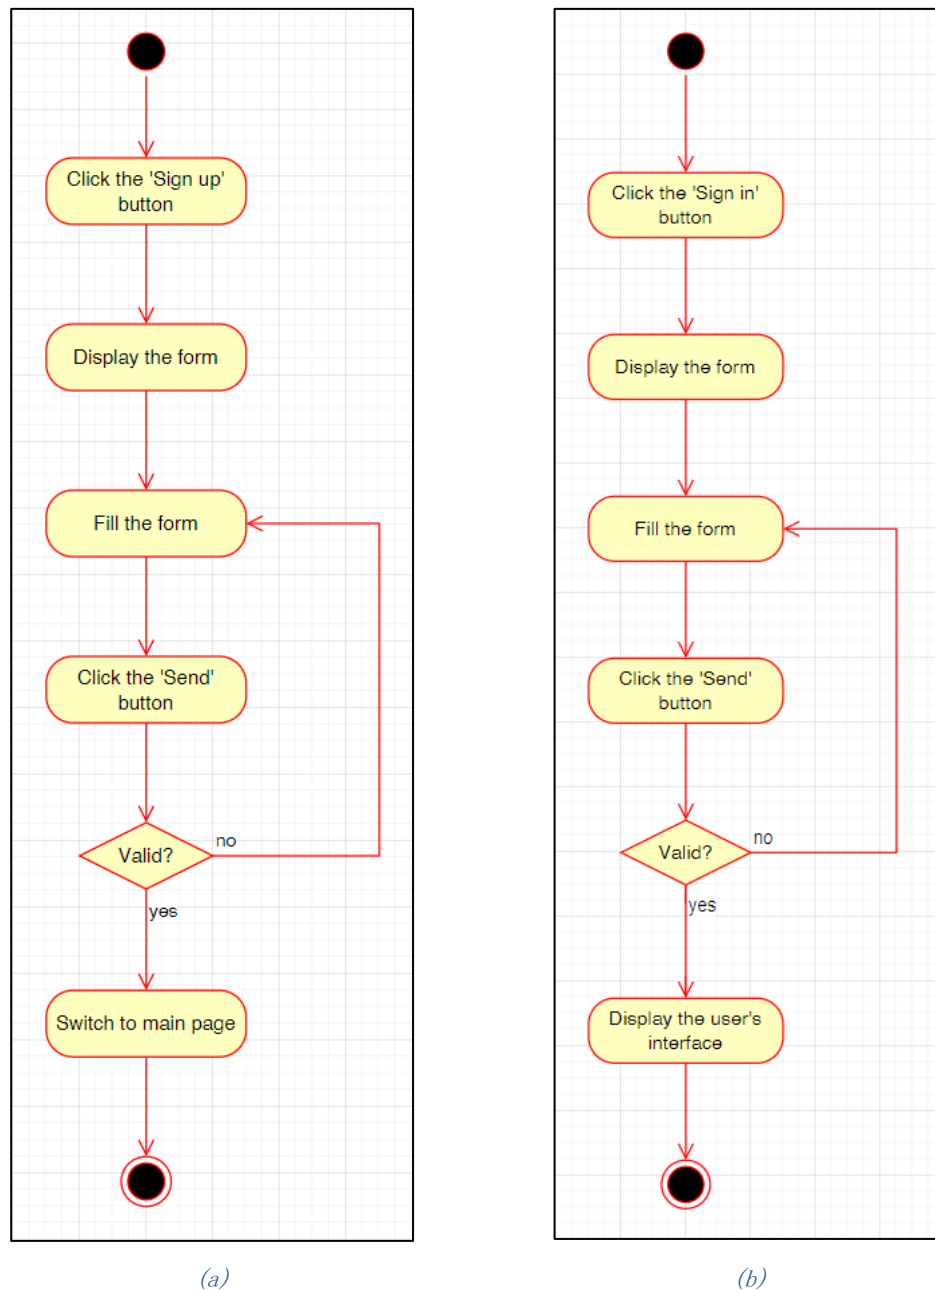 Click the 'Sign up'
button
Display the form
Fill the form
Click the 'Send'
button
Valid?
no
yes
Switch to main page
(a)
Click the 'Sign in'
button
Display the form
Fill the form
Click the 'Send'
button
Valid?
no
yes
Display the user's
interface
(b)